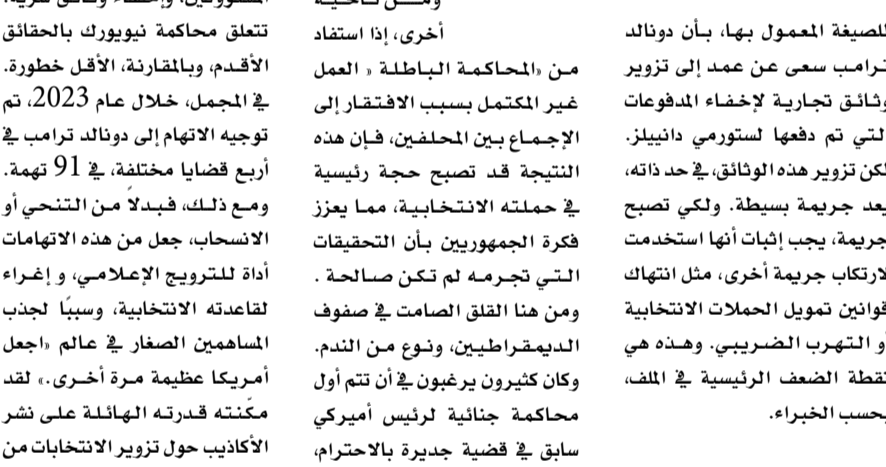 للصيغة المعمول بها، بأن دونالد
ترامب سعى عن عمد إلى تزوير
وثائق تجارية لإخفاء المدفوعات
التي تم دفعها لستورمي دانييلز.
لكن تزوير هذه الوثائق، في حد ذاته،
يعد جريمة بسيطة. ولكي تصبح
جريمة، يجب إثبات أنها استخدمت
لارتكاب جريمة أخرى، مثل انتهاك
قوانين تمويل الحملات الانتخابية
أو التهرب الضريبي. وهذه هي
نقطة الضعف الرئيسية في الملف،
بحسب الخبراء.
ومن ناحية
أخرى، إذا استفاد
من «المحاكمة الباطلة « العمل
غير المكتمل بسبب الافتقار إلى
الإجماع بين المحلفين، فإن هذه
النتيجة قد تصبح حجة رئيسية
في حملته الانتخابية، مما يعزز
فكرة الجمهوريين بأن التحقيقات
التي تجرمه لم تكن صالحة .
ومن هنا القلق الصامت في صفوف
الديمقراطيين، ونوع من الندم.
وكان كثيرون يرغبون في أن تتم أول
محاكمة جنائية لرئيس أميركي
سابق في قضية جديرة بالاحترام،
تتعلق محاكمة نيويورك بالحقائق
الأقدم، وبالمقارنة، الأقل خطورة.
في المجمل، خلال عام 2023، تم
توجيه الاتهام إلى دونالد ترامب في
أربع قضايا مختلفة، في 91 تهمة.
ومع ذلك، فبدلاً من التنحي أو
الانسحاب، جعل من هذه الاتهامات
أداة للترويج الإعلامي، و إغراء
لقاعدته الانتخابية، وسببًا لجذب
المساهمين الصغار في عالم «اجعل
أمريكا عظيمة مرة أخرى.» لقد
مكّنته قدرته الهائلة على نشر
الأكاذيب حول تزوير الانتخابات من